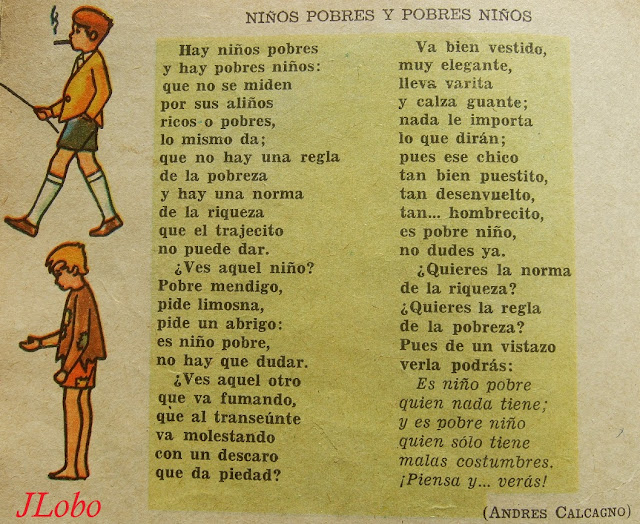 NIÑOS POBRES Y POBRES NIÑOS
Hay niños pobres
y hay pobres niños:
que no se miden
por sus aliños
ricos o pobres,
lo mismo da;
que no hay una regla
de la pobreza
y hay una norma
de la riqueza
que el trajecito
no puede dar.
¿Ves aquel niño?
Pobre mendigo,
pide limosna,
pide un abrigo:
es niño pobre,
no hay que dudar.
¿Ves aquel otro
que va fumando,
que al transeúnte
va molestando
con un descaro
que da piedad?
Va bien vestido,
muy elegante,
lleva varita
y calza guante;
nada le importa
lo que dirán;
pues ese chico
tan bien puestito,
tan desenvuelto,
tan... hombrecito,
es pobre niño,
no dudes ya.
¿Quieres la norma
de la riqueza?
¿Quieres la regla
de la pobreza?
Pues de un vistazo
verla podrás:
Es niño pobre
quien nada tiene;
y es pobre niño
quien sólo tiene
malas costumbres.
¡Piensa y... verás!
(ANDRES CALCAGNO)
JLobo